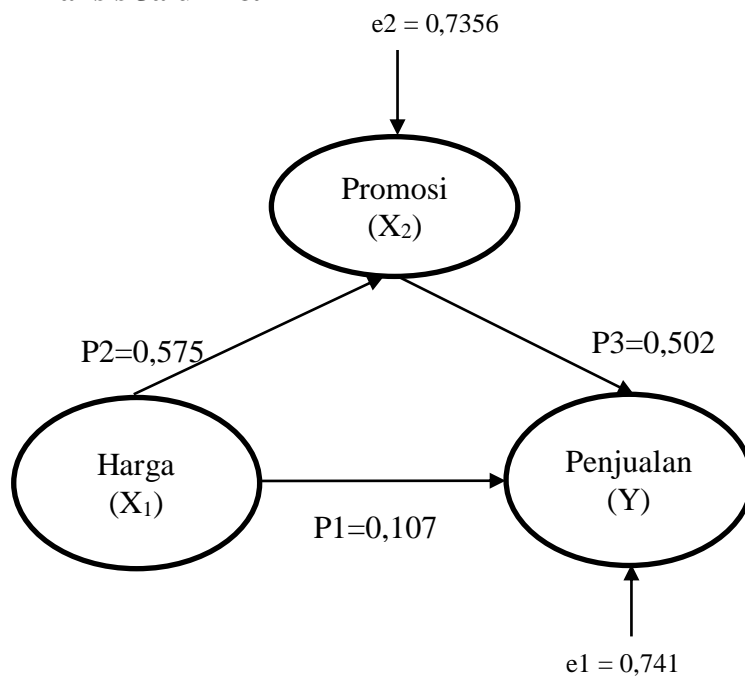 e2 = 0,7356
Promosi
(X₂)
P2=0,575
P3=0,502
Harga
(X₁)
Penjualan
(Y)
P1=0,107
e1 = 0,741